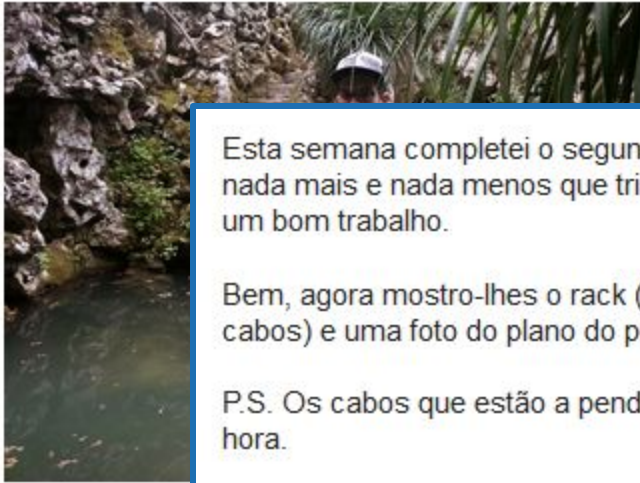 Esta semana completei o segun
nada mais e nada menos que tri
um bom trabalho.
Bem, agora mostro-lhes o rack (
cabos) e uma foto do plano do p
P.S. Os cabos que estão a pend
hora.